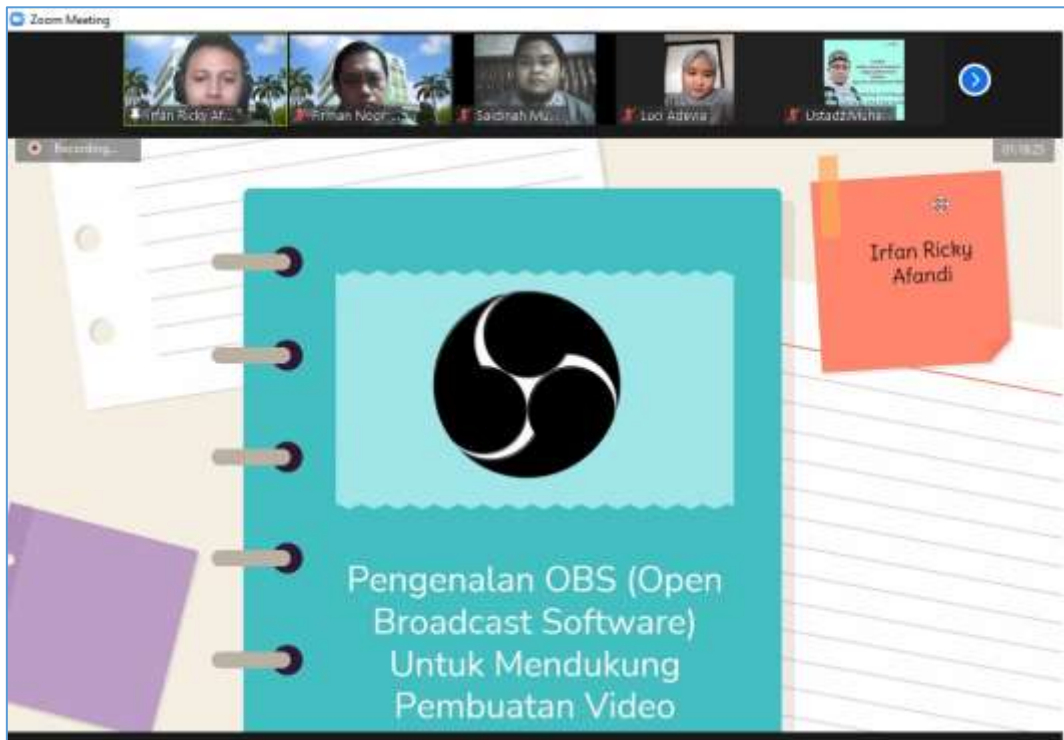 Zoom Meeting
Irfan Ricky Af...
Firman Noor ...
Saidinah Mu...
Luci Adevia
Ustadz Muha...
Recording...
Irfan Ricky
Afandi
Pengenalan OBS (Open
Broadcast Software)
Untuk Mendukung
Pembuatan Video